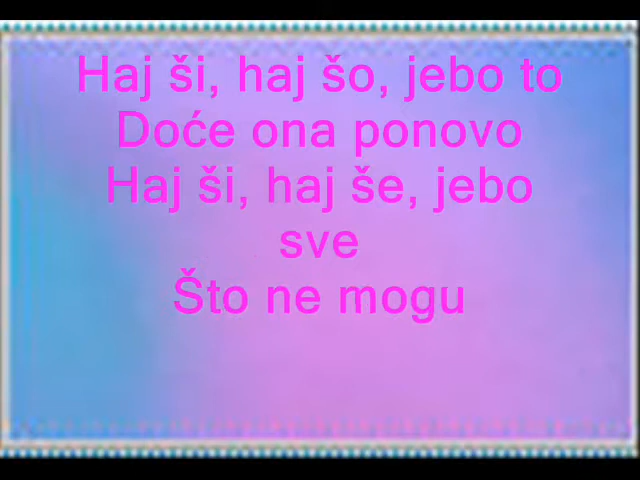 Haj ši, haj šo, jebo to
Doće ona ponovo
Haj ši, haj še, jebo
sve
Što ne mogu